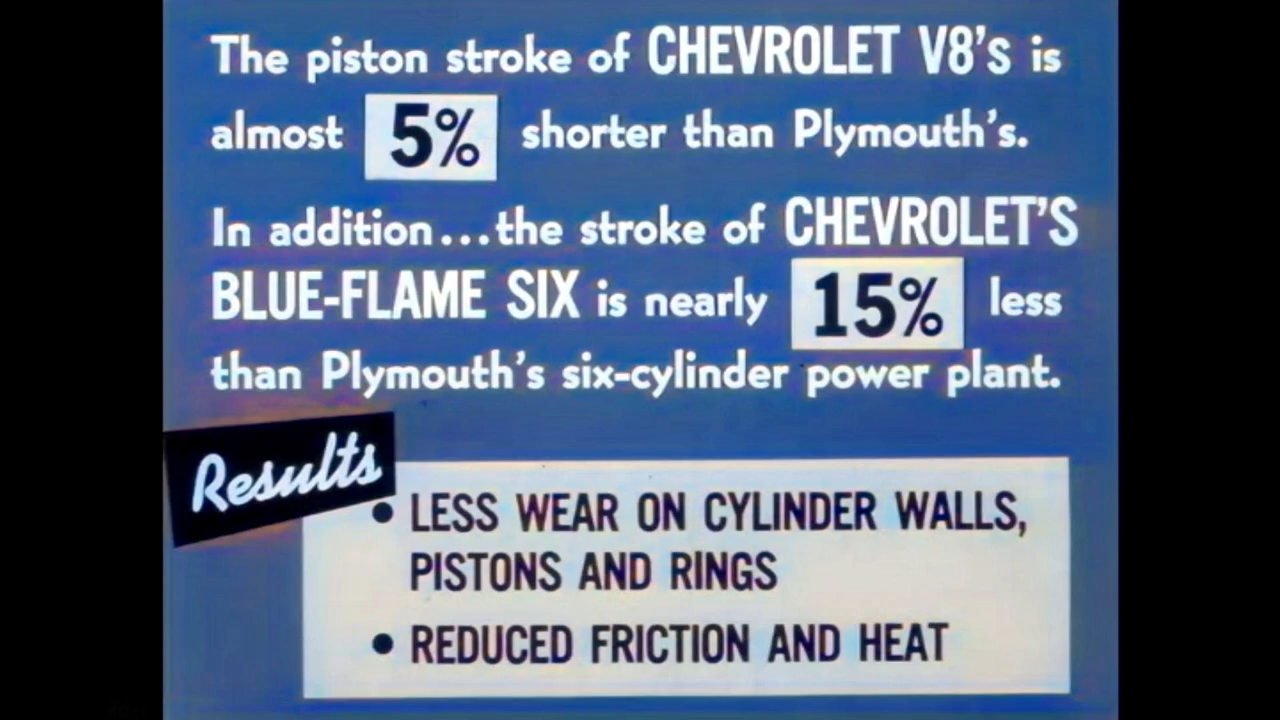 The piston stroke of CHEVROLET V8's is
almost 5% shorter than Plymouth's.
In addition...the stroke of CHEVROLET'S
BLUE-FLAME SIX is nearly 15% less
than Plymouth's six-cylinder power plant.
Results
• LESS WEAR ON CYLINDER WALLS,
PISTONS AND RINGS
• REDUCED FRICTION AND HEAT